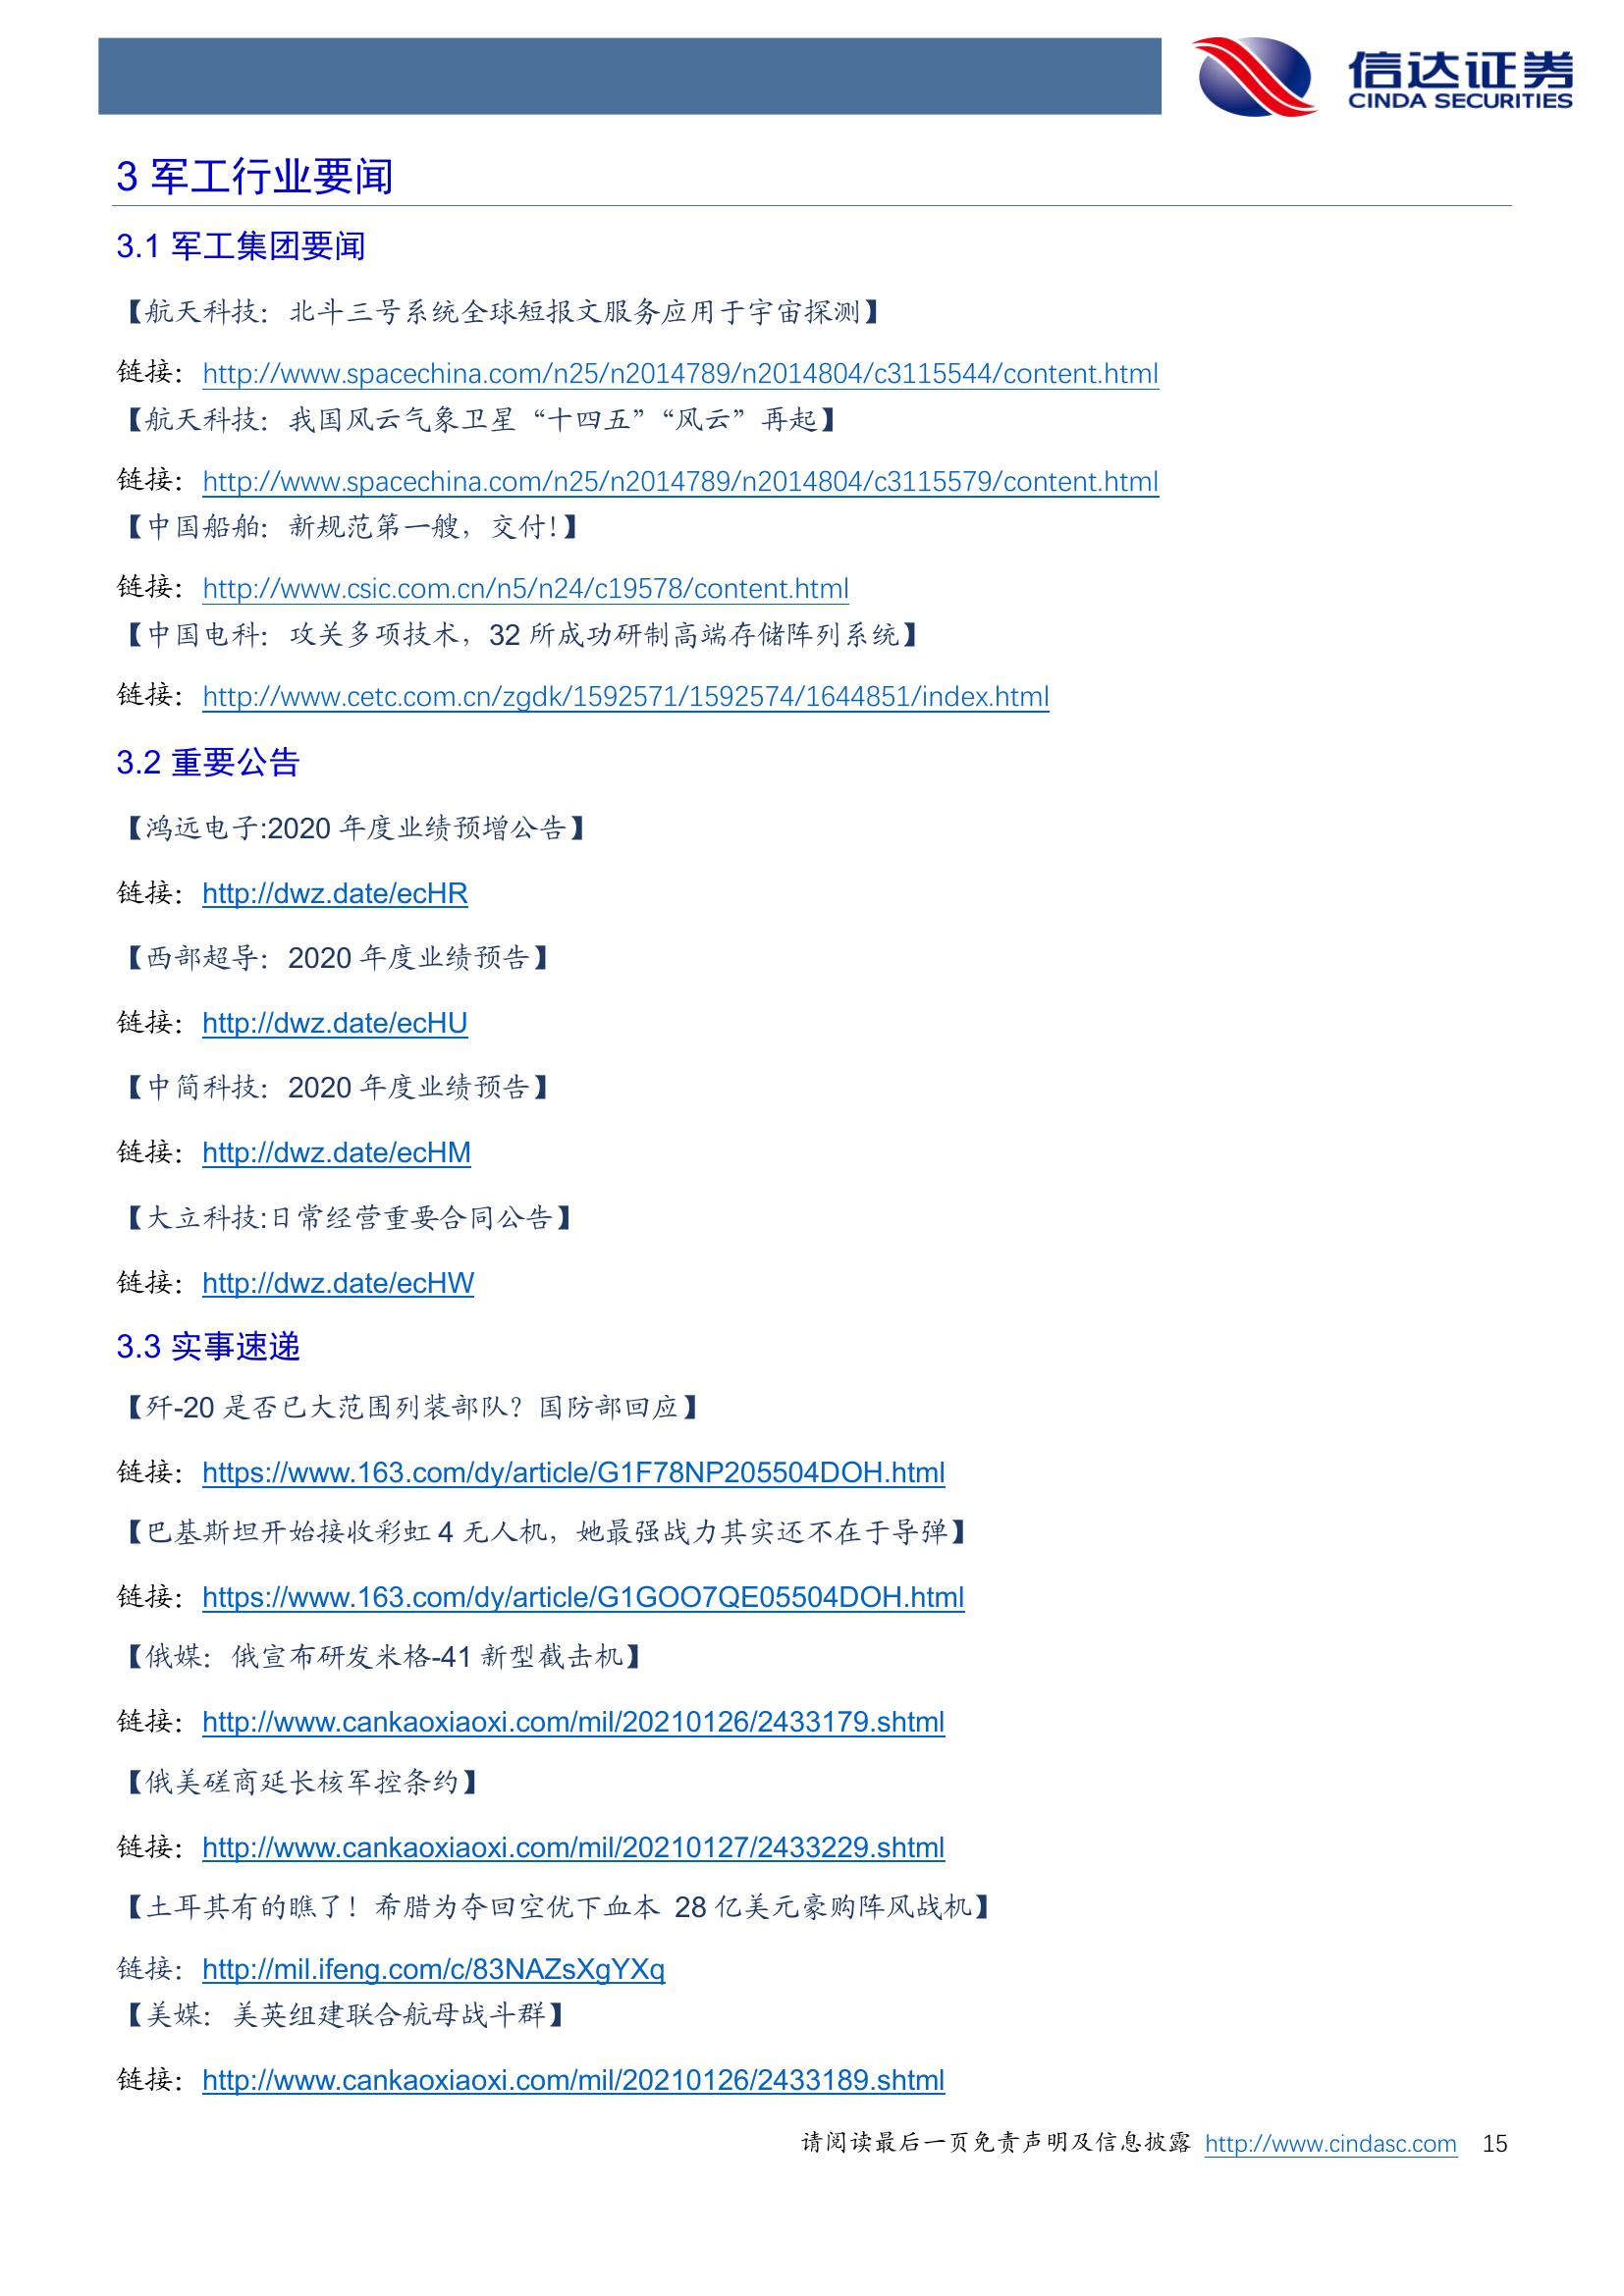 信达证券
CINDA SECURITIES
3 军工行业要闻
3.1 军工集团要闻
【航天科技：北斗三号系统全球短报文服务应用于宇宙探测】
链接：http://www.spacechina.com/n25/n2014789/n2014804/c3115544/content.html
【航天科技：我国风云气象卫星“十四五”“风云”再起】
链接：http://www.spacechina.com/n25/n2014789/n2014804/c3115579/content.html
【中国船舶：新规范第一艘，交付！】
链接：http://www.csic.com.cn/n5/n24/c19578/content.html
【中国电科：攻关多项技术，32 所成功研制高端存储阵列系统】
链接：http://www.cetc.com.cn/zgdk/1592571/1592574/1644851/index.html
3.2 重要公告
【鸿远电子:2020 年度业绩预增公告】
链接：http://dwz.date/ecHR
【西部超导：2020 年度业绩预告】
链接：http://dwz.date/ecHU
【中简科技：2020 年度业绩预告】
链接：http://dwz.date/ecHM
【大立科技:日常经营重要合同公告】
链接：http://dwz.date/ecHW
3.3 实事速递
【歼-20 是否已大范围列装部队？国防部回应】
链接：https://www.163.com/dy/article/G1F78NP205504DOH.html
【巴基斯坦开始接收彩虹 4 无人机，她最强战力其实还不在于导弹】
链接：https://www.163.com/dy/article/G1GOO7QE05504DOH.html
【俄媒：俄宣布研发米格-41 新型截击机】
链接：http://www.cankaoxiaoxi.com/mil/20210126/2433179.shtml
【俄美磋商延长核军控条约】
链接：http://www.cankaoxiaoxi.com/mil/20210127/2433229.shtml
【土耳其有的瞧了！希腊为夺回空优下血本 28 亿美元豪购阵风战机】
链接：http://mil.ifeng.com/c/83NAZsXgYXq
【美媒：美英组建联合航母战斗群】
链接：http://www.cankaoxiaoxi.com/mil/20210126/2433189.shtml
请阅读最后一页免责声明及信息披露 http://www.cindasc.com 15